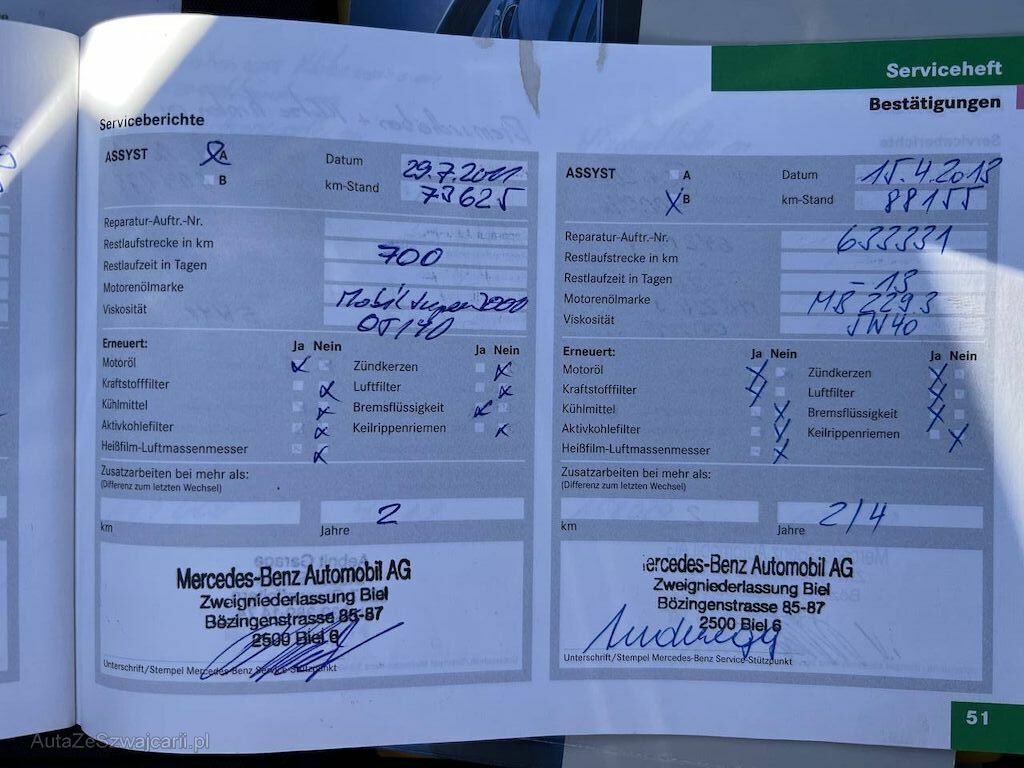 Serviceheft
Bestätigungen
Serviceberichte
ASSYST A
B
Datum 29.7.2011
km-Stand 73625
Reparatur-Auftr.-Nr.
Restlaufstrecke in km 700
Restlaufzeit in Tagen
Motorenölmarke Mobil
Viskosität
Erneuert:
Ja Nein
Ja Nein
Motoröl
Kraftstofffilter
Kühlmittel
Aktivkohlefilter
Heißfilm-Luftmassenmesser
Zündkerzen
Luftfilter
Bremsflüssigkeit
Keilrippenriemen
Zusatzarbeiten bei mehr als:
(Differenz zum letzten Wechsel)
km
Jahre 2
Mercedes-Benz Automobil AG
Zweigniederlassung Biel
Bözingenstrasse 85-87
2500 Biel 6
Unterschrift/Stempel Mercedes-Benz Service-Stützpunkt
ASSYST A
B
Datum 15.4.2013
km-Stand 88155
Reparatur-Auftr.-Nr. 633331
Restlaufstrecke in km
Restlaufzeit in Tagen - 13
Motorenölmarke MB 229.3
Viskosität 5W40
Erneuert:
Ja Nein
Ja Nein
Motoröl
Kraftstofffilter
Kühlmittel
Aktivkohlefilter
Heißfilm-Luftmassenmesser
Zündkerzen
Luftfilter
Bremsflüssigkeit
Keilrippenriemen
Zusatzarbeiten bei mehr als:
(Differenz zum letzten Wechsel)
km
Jahre 2/4
ercedes-Benz Automobil AG
Zweigniederlassung Biel
Bözingenstrasse 85-87
2500 Biel 6
Unterschrift/Stempel Mercedes-Benz Service-Stützpunkt
51
AutaZeSzwajcarii.pl